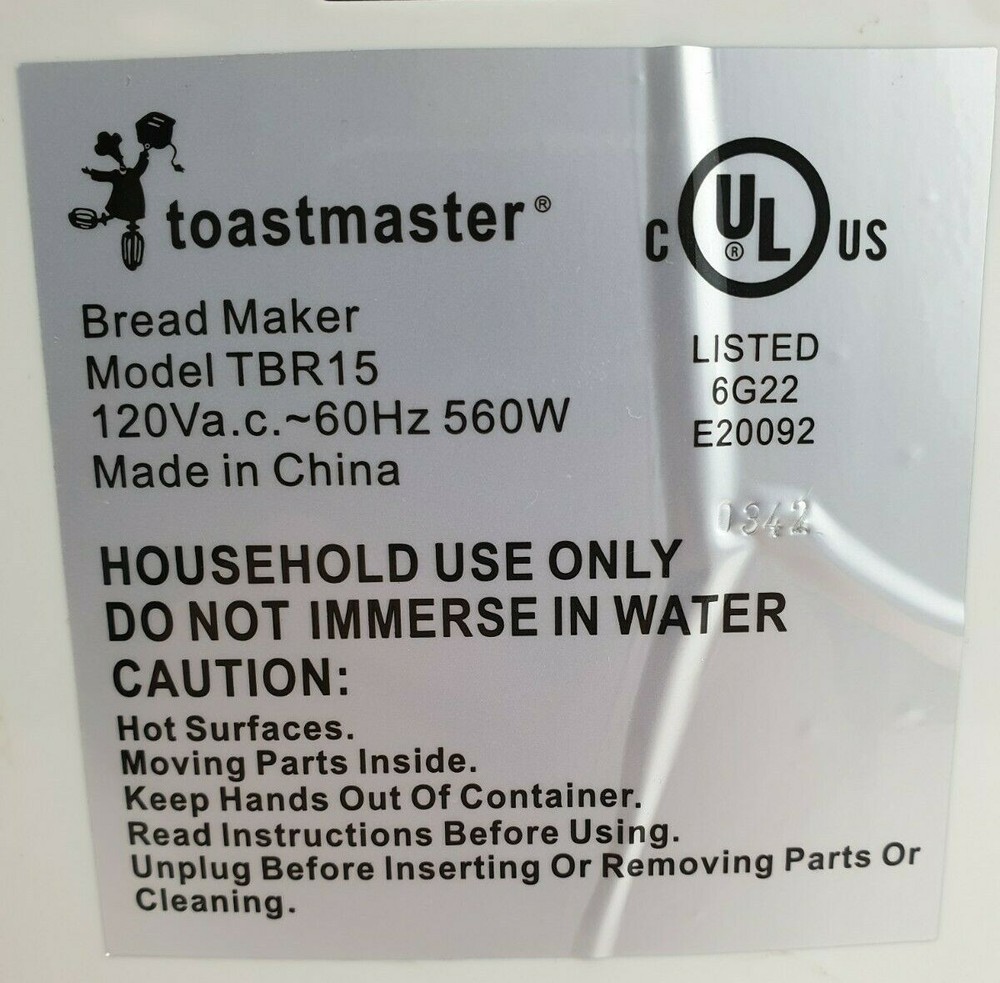 toastmaster®
C UL® US
Bread Maker
Model TBR15
120Va.c.~60Hz 560W
Made in China
LISTED
6G22
E20092
0342
HOUSEHOLD USE ONLY
DO NOT IMMERSE IN WATER
CAUTION:
Hot Surfaces.
Moving Parts Inside.
Keep Hands Out Of Container.
Read Instructions Before Using.
Unplug Before Inserting Or Removing Parts Or
Cleaning.